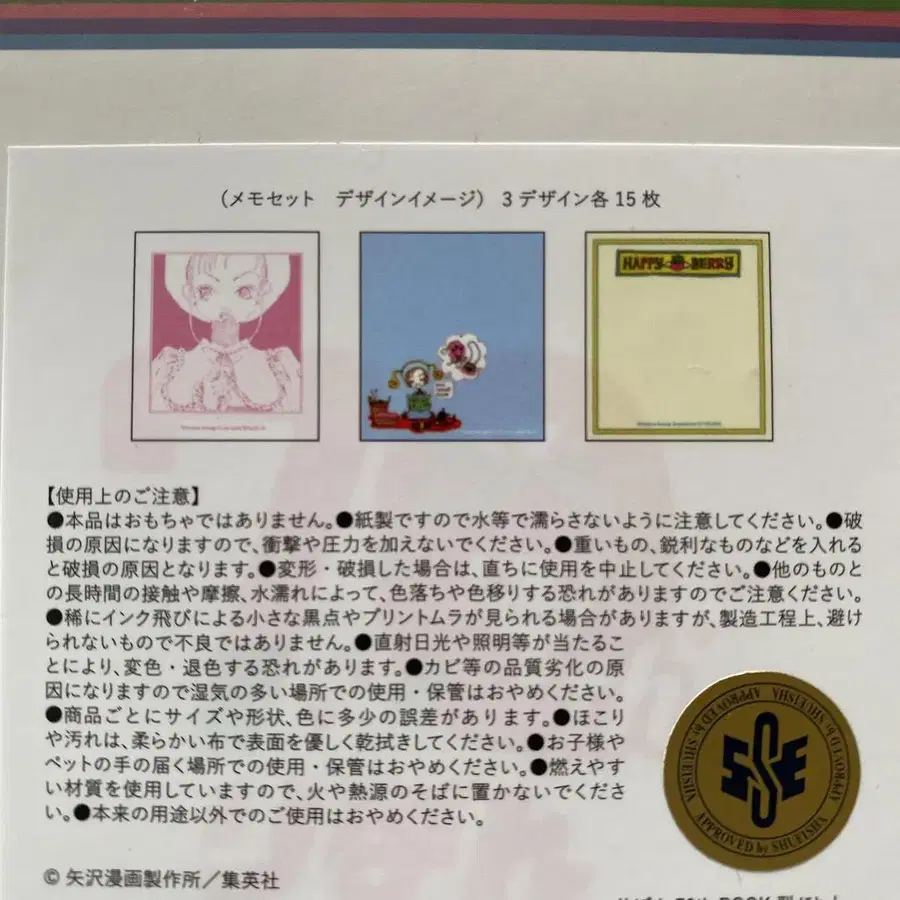 （メモセット　デザインイメージ） 3デザイン各15枚
HAPPY BERRY
【使用上のご注意】
●本品はおもちゃではありません。●紙製ですので水等で濡らさないように注意してください。●破
損の原因になりますので、衝撃や圧力を加えないでください。●重いもの、鋭利なものなどを入れる
と破損の原因となります。●変形・破損した場合は、直ちに使用を中止してください。●他のものと
の長時間の接触や摩擦、水濡れによって、色落ちや色移りする恐れがありますのでご注意ください。
●稀にインク飛びによる小さな黒点やプリントムラが見られる場合がありますが、製造工程上、避け
られないもので不良ではありません。●直射日光や照明等が当たるこ
とにより、変色・退色する恐れがあります。●カビ等の品質劣化の原
因になりますので湿気の多い場所での使用・保管はおやめください。
●商品ごとにサイズや形状、色に多少の誤差があります。●ほこり
や汚れは、柔らかい布で表面を優しく乾拭きしてください。●お子様や
ペットの手の届く場所での使用・保管はおやめください。●燃えやす
い材質を使用していますので、火や熱源のそばに置かないでくださ
い。●本来の用途以外でのご使用はおやめください。
APPROVED by SHUEISHA
APPROVED by SHUEISHA
APPROVED by SHUEISHA
SSE
© 矢沢漫画製作所／集英社